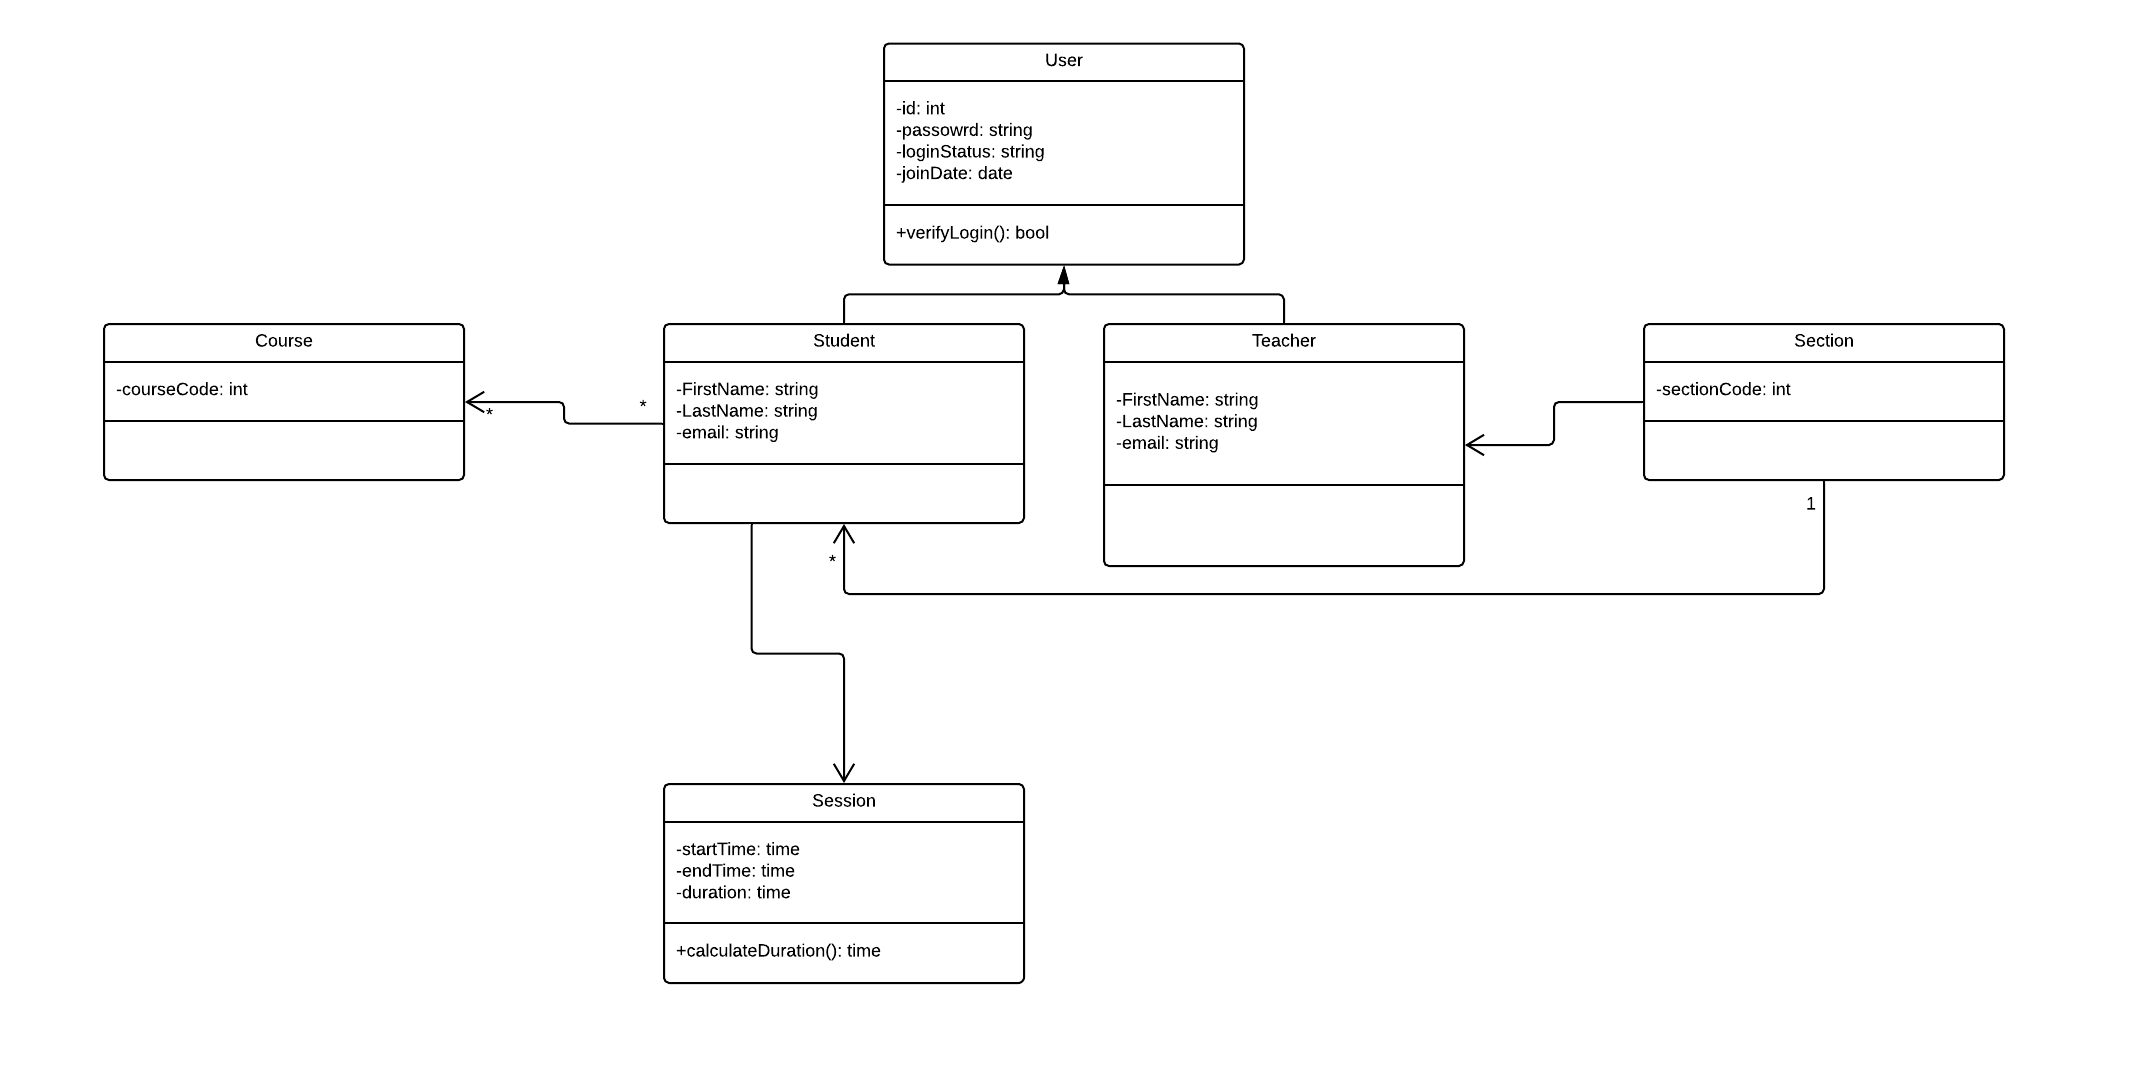 User
-id: int
-passowrd: string
-loginStatus: string
-joinDate: date
+verifyLogin(): bool
Course
-courseCode: int
*
*
Student
-FirstName: string
-LastName: string
-email: string
Teacher
-FirstName: string
-LastName: string
-email: string
Section
-sectionCode: int
1
*
Session
-startTime: time
-endTime: time
-duration: time
+calculateDuration(): time